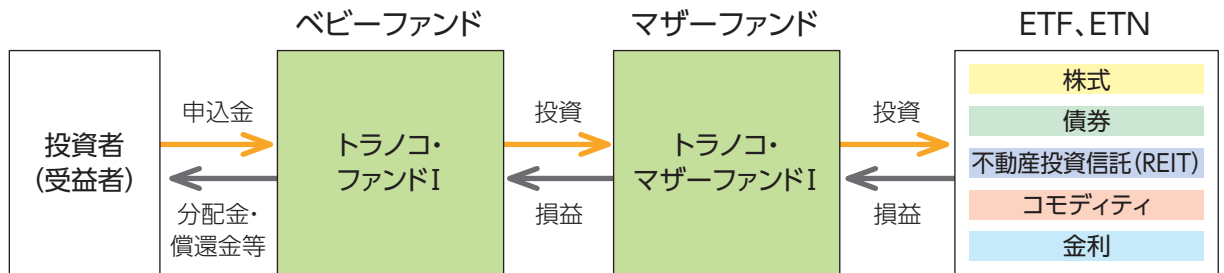 ベビーファンド
マザーファンド
ETF、ETN
投資者
(受益者)
申込金
分配金・
償還金等
トラノコ・
ファンドⅠ
投資
損益
トラノコ・
マザーファンドⅠ
投資
損益
株式
債券
不動産投資信託(REIT)
コモディティ
金利